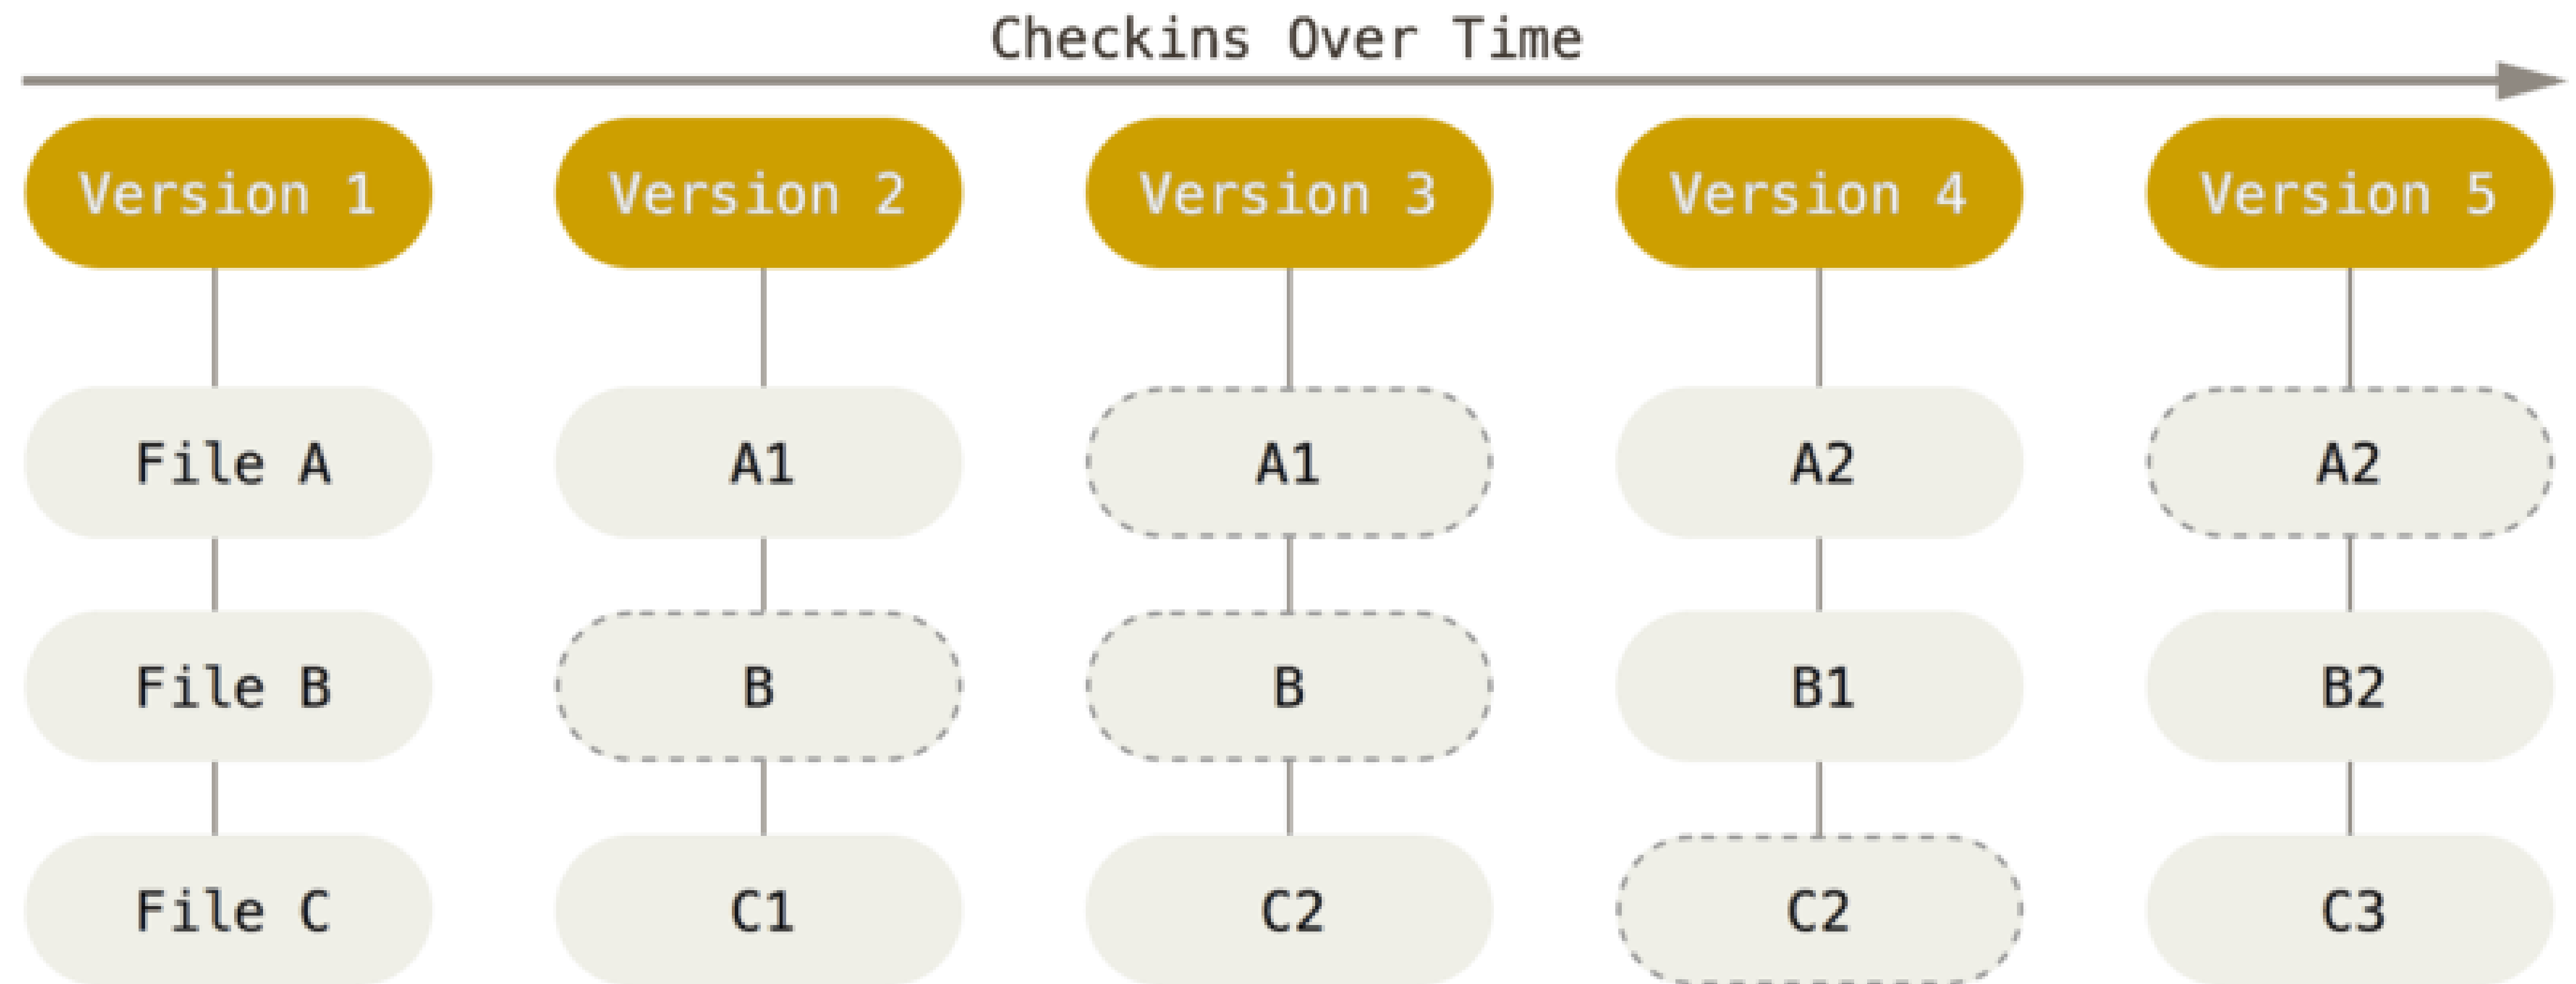 Checkins Over Time
Version 1 Version 2 Version 3 Version 4 Version 5
File A A1 A1 A2 A2
File B B B B1 B2
File C C1 C2 C2 C3